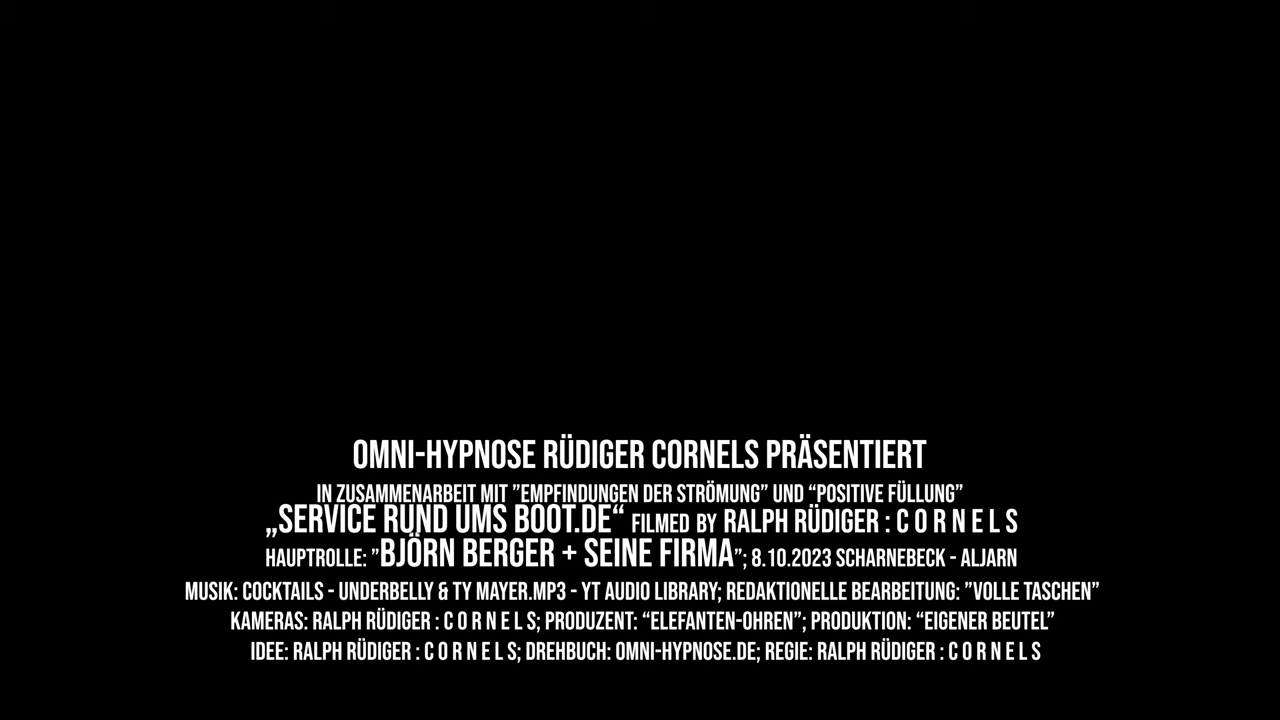 OMNI-HYPNOSE RÜDIGER CORNELS PRÄSENTIERT
IN ZUSAMMENARBEIT MIT ”EMPFINDUNGEN DER STRÖMUNG” UND “POSITIVE FÜLLUNG”
„SERVICE RUND UMS BOOT.DE“ FILMED BY RALPH RÜDIGER : C O R N E L S
HAUPTROLLE: ”BJÖRN BERGER + SEINE FIRMA”; 8.10.2023 SCHARNEBECK - ALJARN
MUSIK: COCKTAILS - UNDERBELLY & TY MAYER.MP3 - YT AUDIO LIBRARY; REDAKTIONELLE BEARBEITUNG: ”VOLLE TASCHEN”
KAMERAS: RALPH RÜDIGER : C O R N E L S; PRODUZENT: “ELEFANTEN-OHREN”; PRODUKTION: “EIGENER BEUTEL”
IDEE: RALPH RÜDIGER : C O R N E L S; DREHBUCH: OMNI-HYPNOSE.DE; REGIE: RALPH RÜDIGER : C O R N E L S